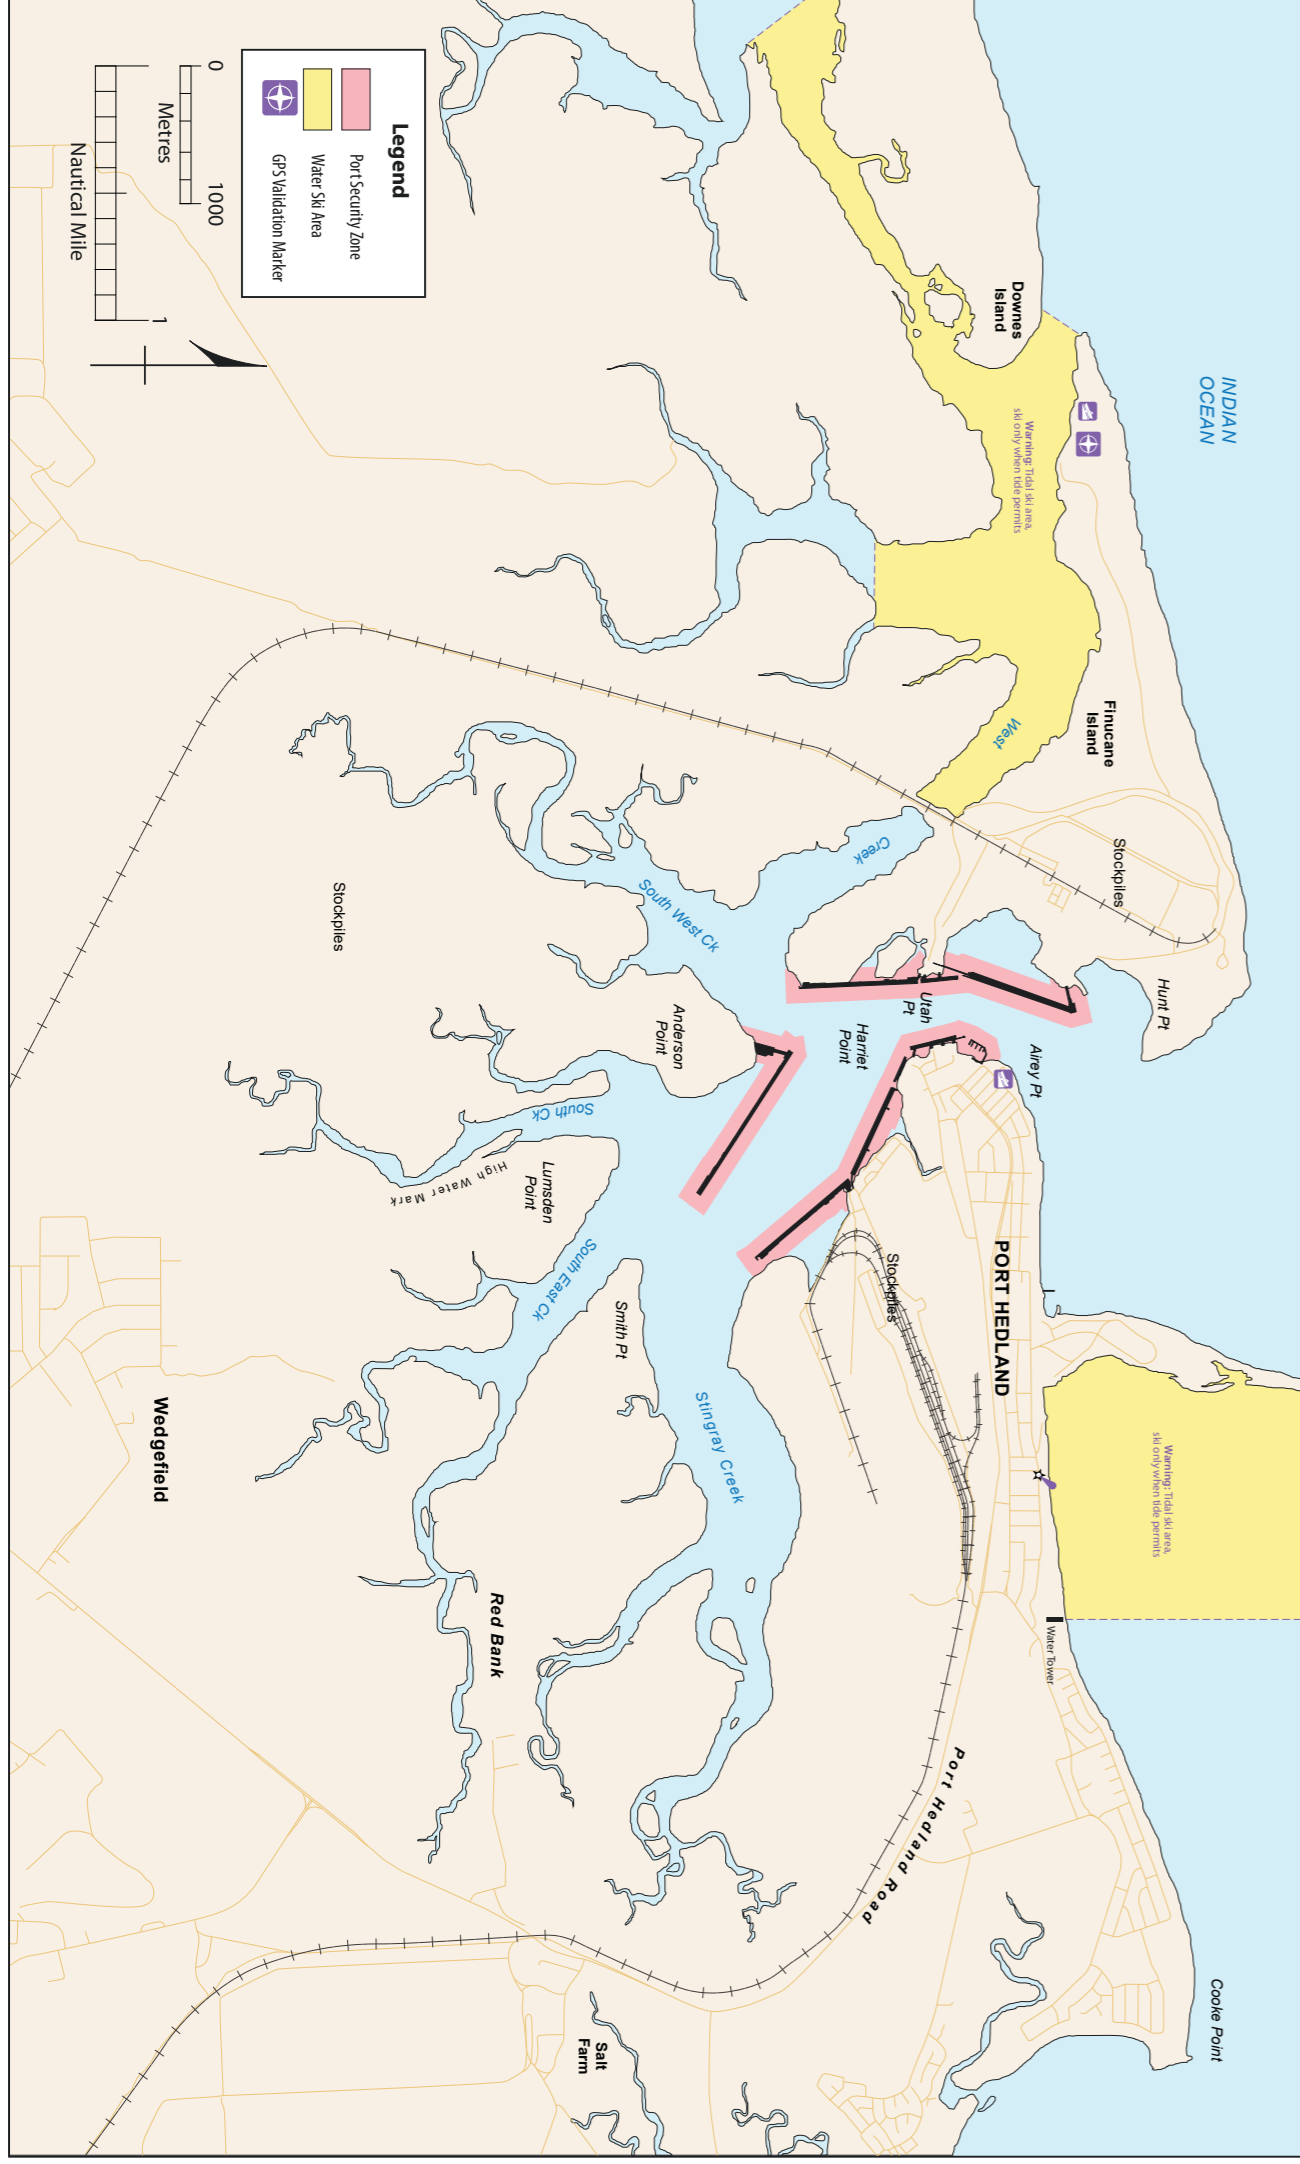 INDIAN
OCEAN
Downes
Island
Warning: Tidal ski area,
ski only when tide permits
Finucane
Island
West
Creek
Stockpiles
Hunt Pt
Utah
Pt
Airey Pt
Harriet
Point
South West Ck
Anderson
Point
Stockpiles
South Ck
High Water Mark
Lumsden
Point
South East Ck
Smith Pt
Stingray Creek
Stockpiles
PORT HEDLAND
Warning: Tidal ski area,
ski only when tide permits
Water Tower
Port Hedland Road
Cooke Point
Red Bank
Wedgefield
Salt
Farm
Legend
Port Security Zone
Water Ski Area
GPS Validation Marker
0
1000
Metres
1
Nautical Mile